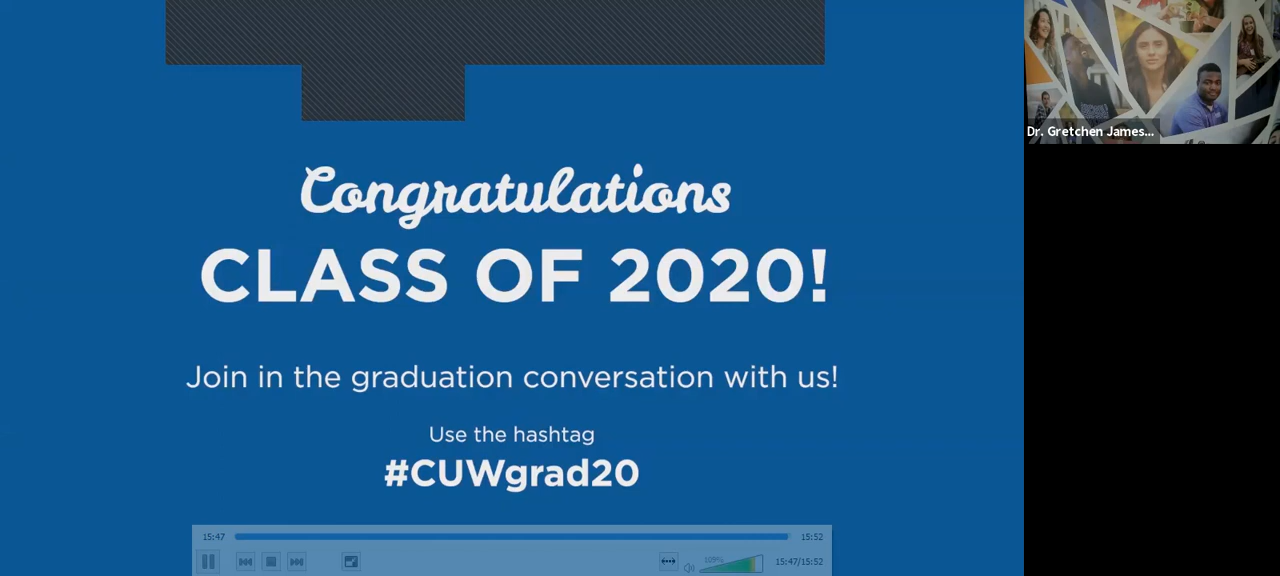 Congratulations
CLASS OF 2020!
Join in the graduation conversation with us!
Use the hashtag
#CUWgrad20
Dr. Gretchen James...
15:47
15:52
15:47/15:52